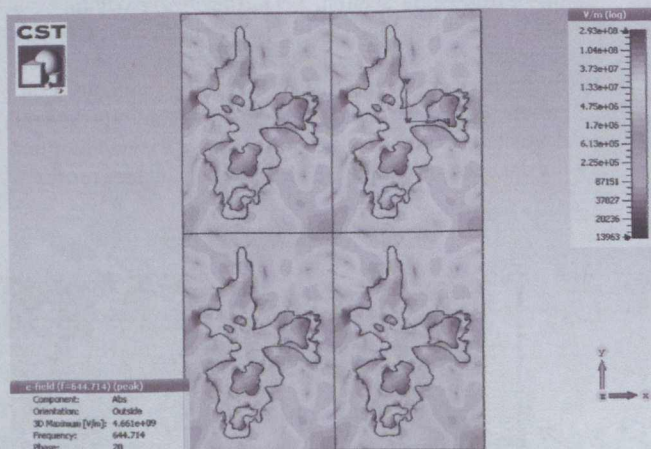 CST
V/m (log)
2.93e+08
1.04e+08
3.73e+07
1.33e+07
4.75e+06
1.7e+06
6.13e+05
2.25e+05
87151
37827
20236
13963
y
z x
e-field (f=644.714) (peak)
Component: Abs
Orientation: Outside
3D Maximum [V/m]: 4.661e+09
Frequency: 644.714
Phase: 20